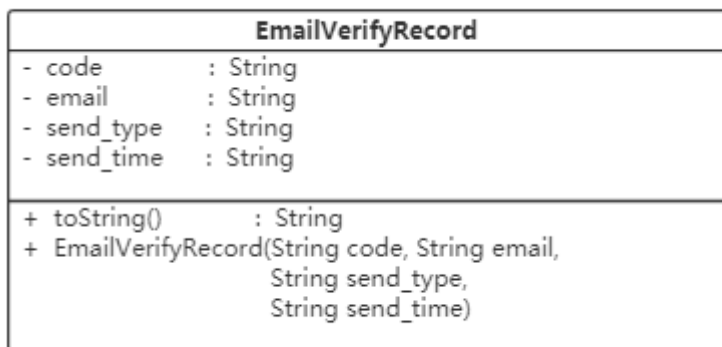 EmailVerifyRecord
- code : String
- email : String
- send_type : String
- send_time : String
+ toString() : String
+ EmailVerifyRecord(String code, String email,
String send_type,
String send_time)